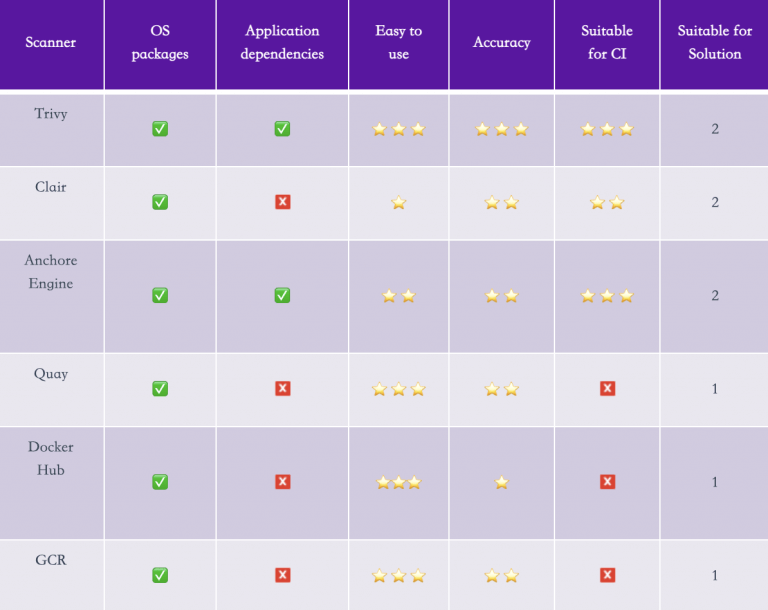 Scanner
OS
packages
Application
dependencies
Easy to
use
Accuracy
Suitable
for CI
Suitable for
Solution
Trivy
✅ ✅ ⭐⭐⭐ ⭐⭐⭐ ⭐⭐⭐ 2
Clair
✅ ❎ ⭐ ⭐⭐ ⭐⭐ 2
Anchore
Engine
✅ ✅ ⭐⭐ ⭐⭐ ⭐⭐⭐ 2
Quay
✅ ❎ ⭐⭐⭐ ⭐⭐ ❎ 1
Docker
Hub
✅ ❎ ⭐⭐⭐ ⭐ ❎ 1
GCR
✅ ❎ ⭐⭐⭐ ⭐⭐ ❎ 1